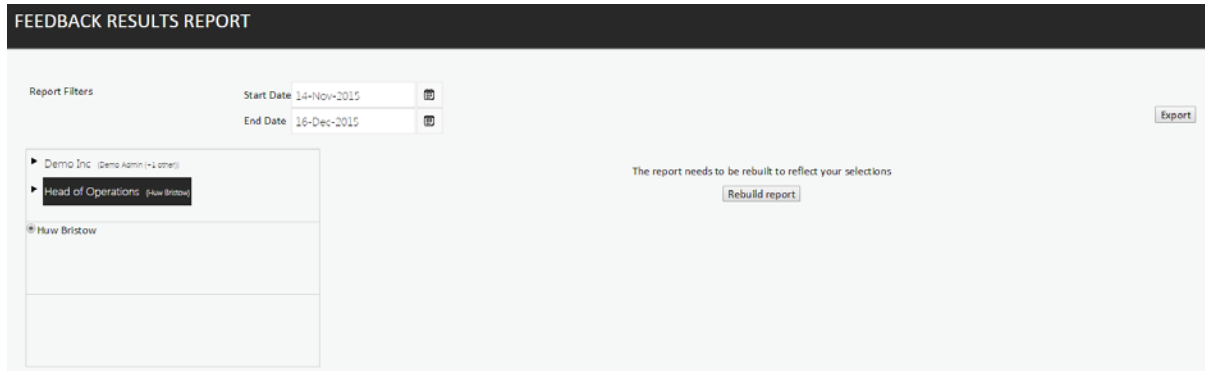 FEEDBACK RESULTS REPORT
Report Filters
Start Date 14-Nov-2015
End Date 16-Dec-2015
Export
Demo Inc (Demo Admin (+1 other))
Head of Operations (Huw Bristow)
Huw Bristow
The report needs to be rebuilt to reflect your selections
Rebuild report